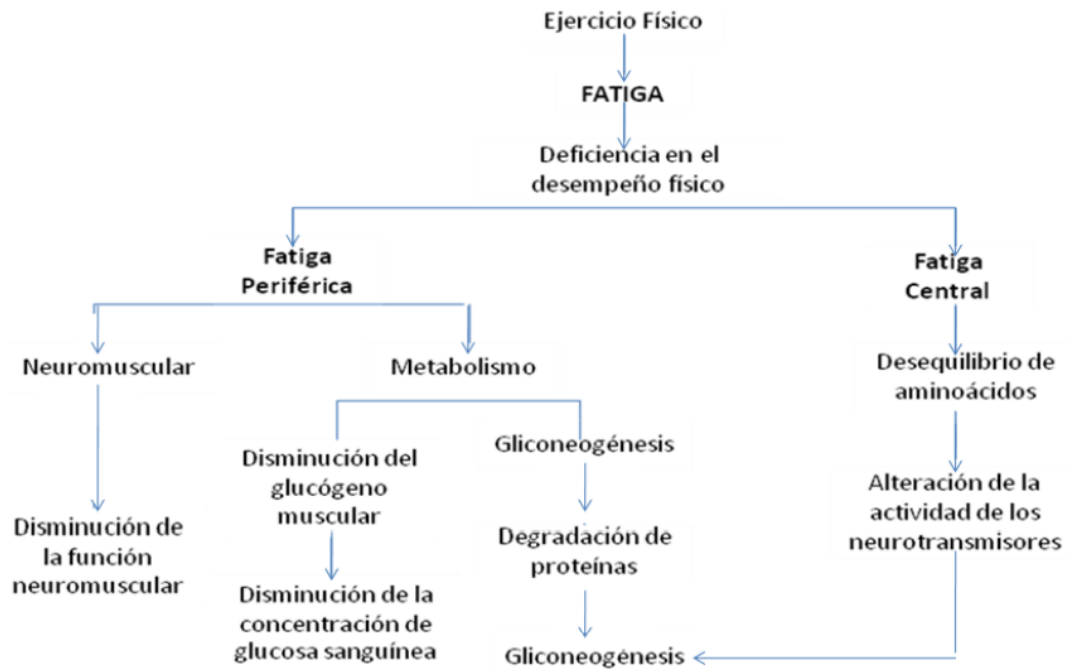 Ejercicio Físico
FATIGA
Deficiencia en el
desempeño físico
Fatiga
Periférica
Fatiga
Central
Neuromuscular
Metabolismo
Desequilibrio de
aminoácidos
Disminución del
glucógeno
muscular
Gliconeogénesis
Alteración de la
actividad de los
neurotransmisores
Disminución de
la función
neuromuscular
Degradación de
proteínas
Disminución de la
concentración de
glucosa sanguínea
Gliconeogénesis